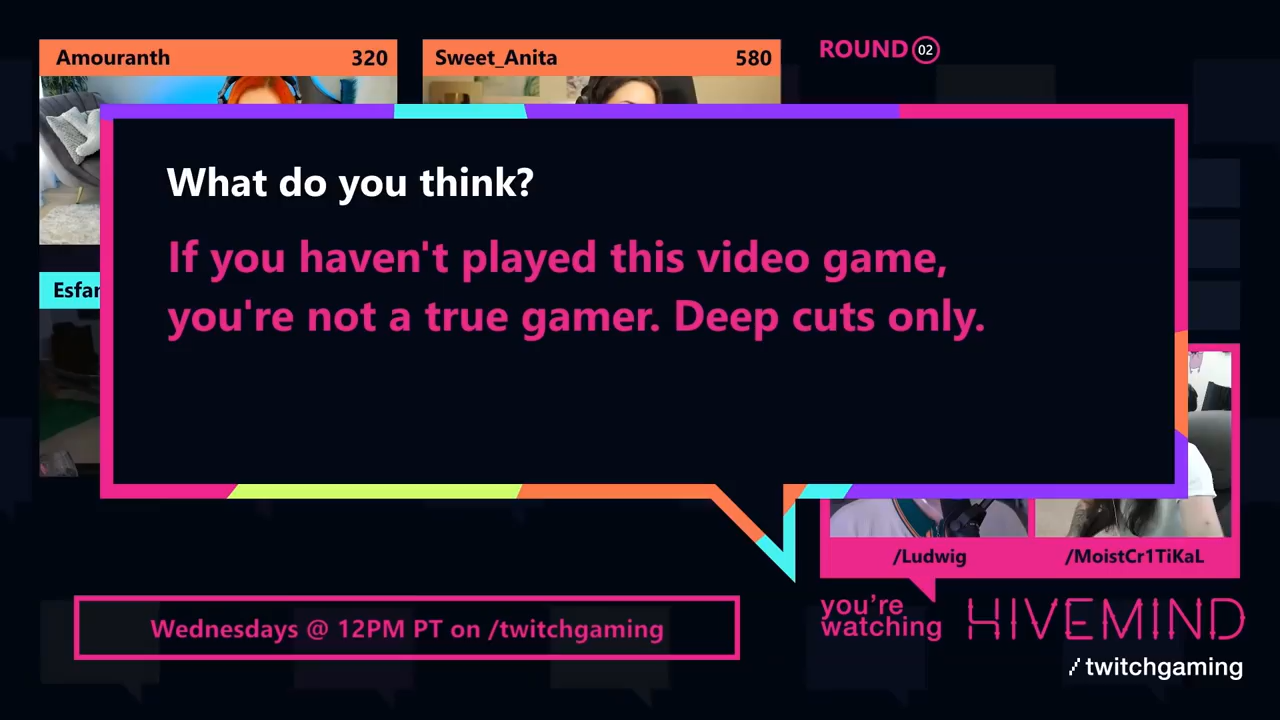 Amouranth 320
Sweet_Anita 580
ROUND 02
What do you think?
If you haven't played this video game,
you're not a true gamer. Deep cuts only.
Esfan
/Ludwig
/MoistCr1TiKaL
Wednesdays @ 12PM PT on /twitchgaming
you're
watching
HIVEMIND
/twitchgaming